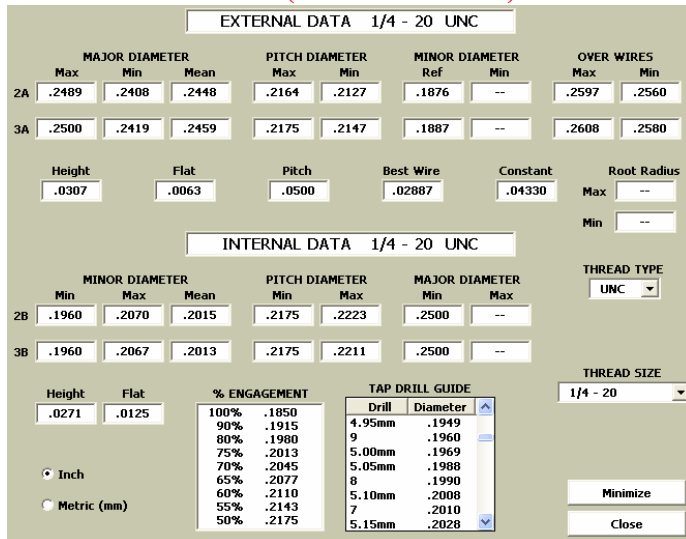 EXTERNAL DATA 1/4 - 20 UNC
MAJOR DIAMETER PITCH DIAMETER MINOR DIAMETER OVER WIRES
Max Min Mean Max Min Ref Min Max Min
2A .2489 .2408 .2448 .2164 .2127 .1876 -- .2597 .2560
3A .2500 .2419 .2459 .2175 .2147 .1887 -- .2608 .2580
Height Flat Pitch Best Wire Constant Root Radius
.0307 .0063 .0500 .02887 .04330 Max --
Min --
INTERNAL DATA 1/4 - 20 UNC
MINOR DIAMETER PITCH DIAMETER MAJOR DIAMETER THREAD TYPE
Min Max Mean Min Max Min Max UNC
2B .1960 .2070 .2015 .2175 .2223 .2500 --
3B .1960 .2067 .2013 .2175 .2211 .2500 --
THREAD SIZE
1/4 - 20
Height Flat
.0271 .0125
% ENGAGEMENT
100% .1850
90% .1915
80% .1980
75% .2013
70% .2045
65% .2077
60% .2110
55% .2143
50% .2175
TAP DRILL GUIDE
Drill Diameter
4.95mm .1949
9 .1960
5.00mm .1969
5.05mm .1988
8 .1990
5.10mm .2008
7 .2010
5.15mm .2028
Inch
Metric (mm)
Minimize
Close